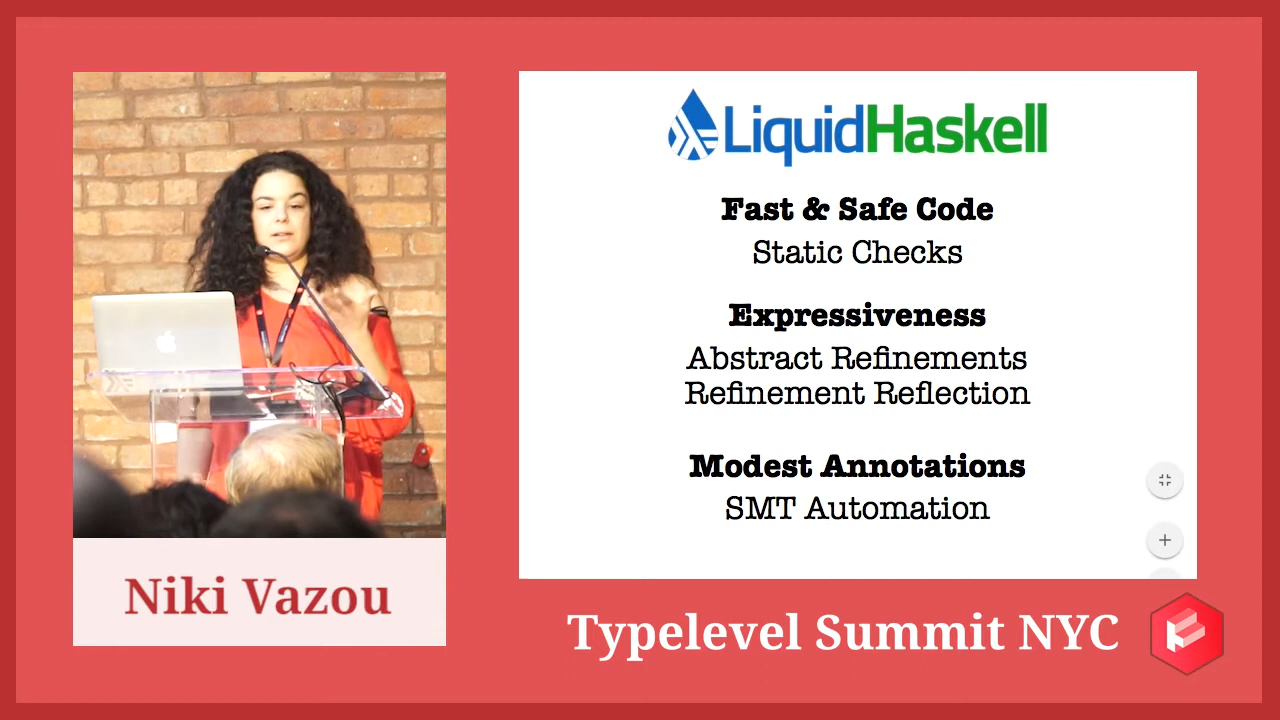 LiquidHaskell
Fast & Safe Code
Static Checks
Expressiveness
Abstract Refinements
Refinement Reflection
Modest Annotations
SMT Automation
Niki Vazou
Typelevel Summit NYC